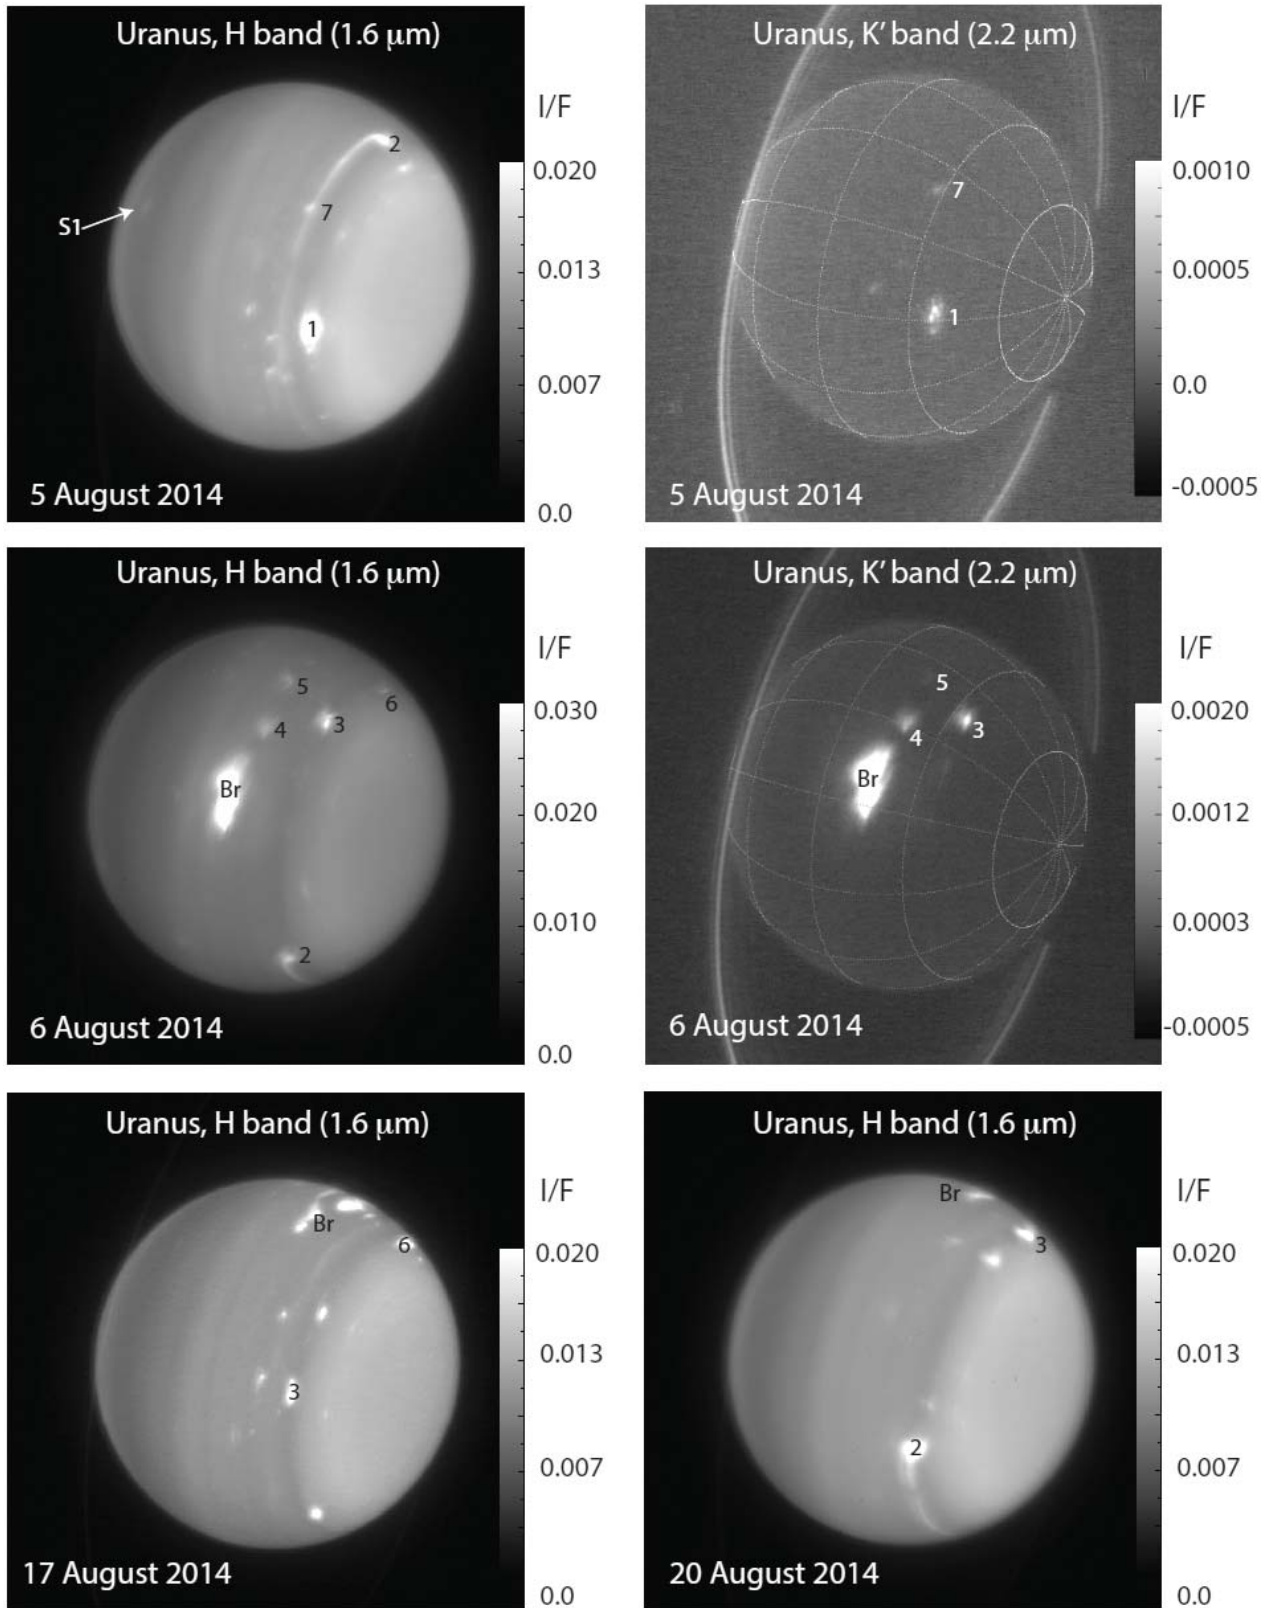 Uranus, H band (1.6 μm)
I/F
0.020
0.013
0.007
0.0
2
S1
7
1
5 August 2014
Uranus, K' band (2.2 μm)
I/F
0.0010
0.0005
0.0
-0.0005
7
1
5 August 2014
Uranus, H band (1.6 μm)
I/F
0.030
0.020
0.010
0.0
5
6
4
3
Br
2
6 August 2014
Uranus, K' band (2.2 μm)
I/F
0.0020
0.0012
0.0003
-0.0005
5
4
3
Br
6 August 2014
Uranus, H band (1.6 μm)
I/F
0.020
0.013
0.007
0.0
Br
6
3
17 August 2014
Uranus, H band (1.6 μm)
I/F
0.020
0.013
0.007
0.0
Br
3
2
20 August 2014